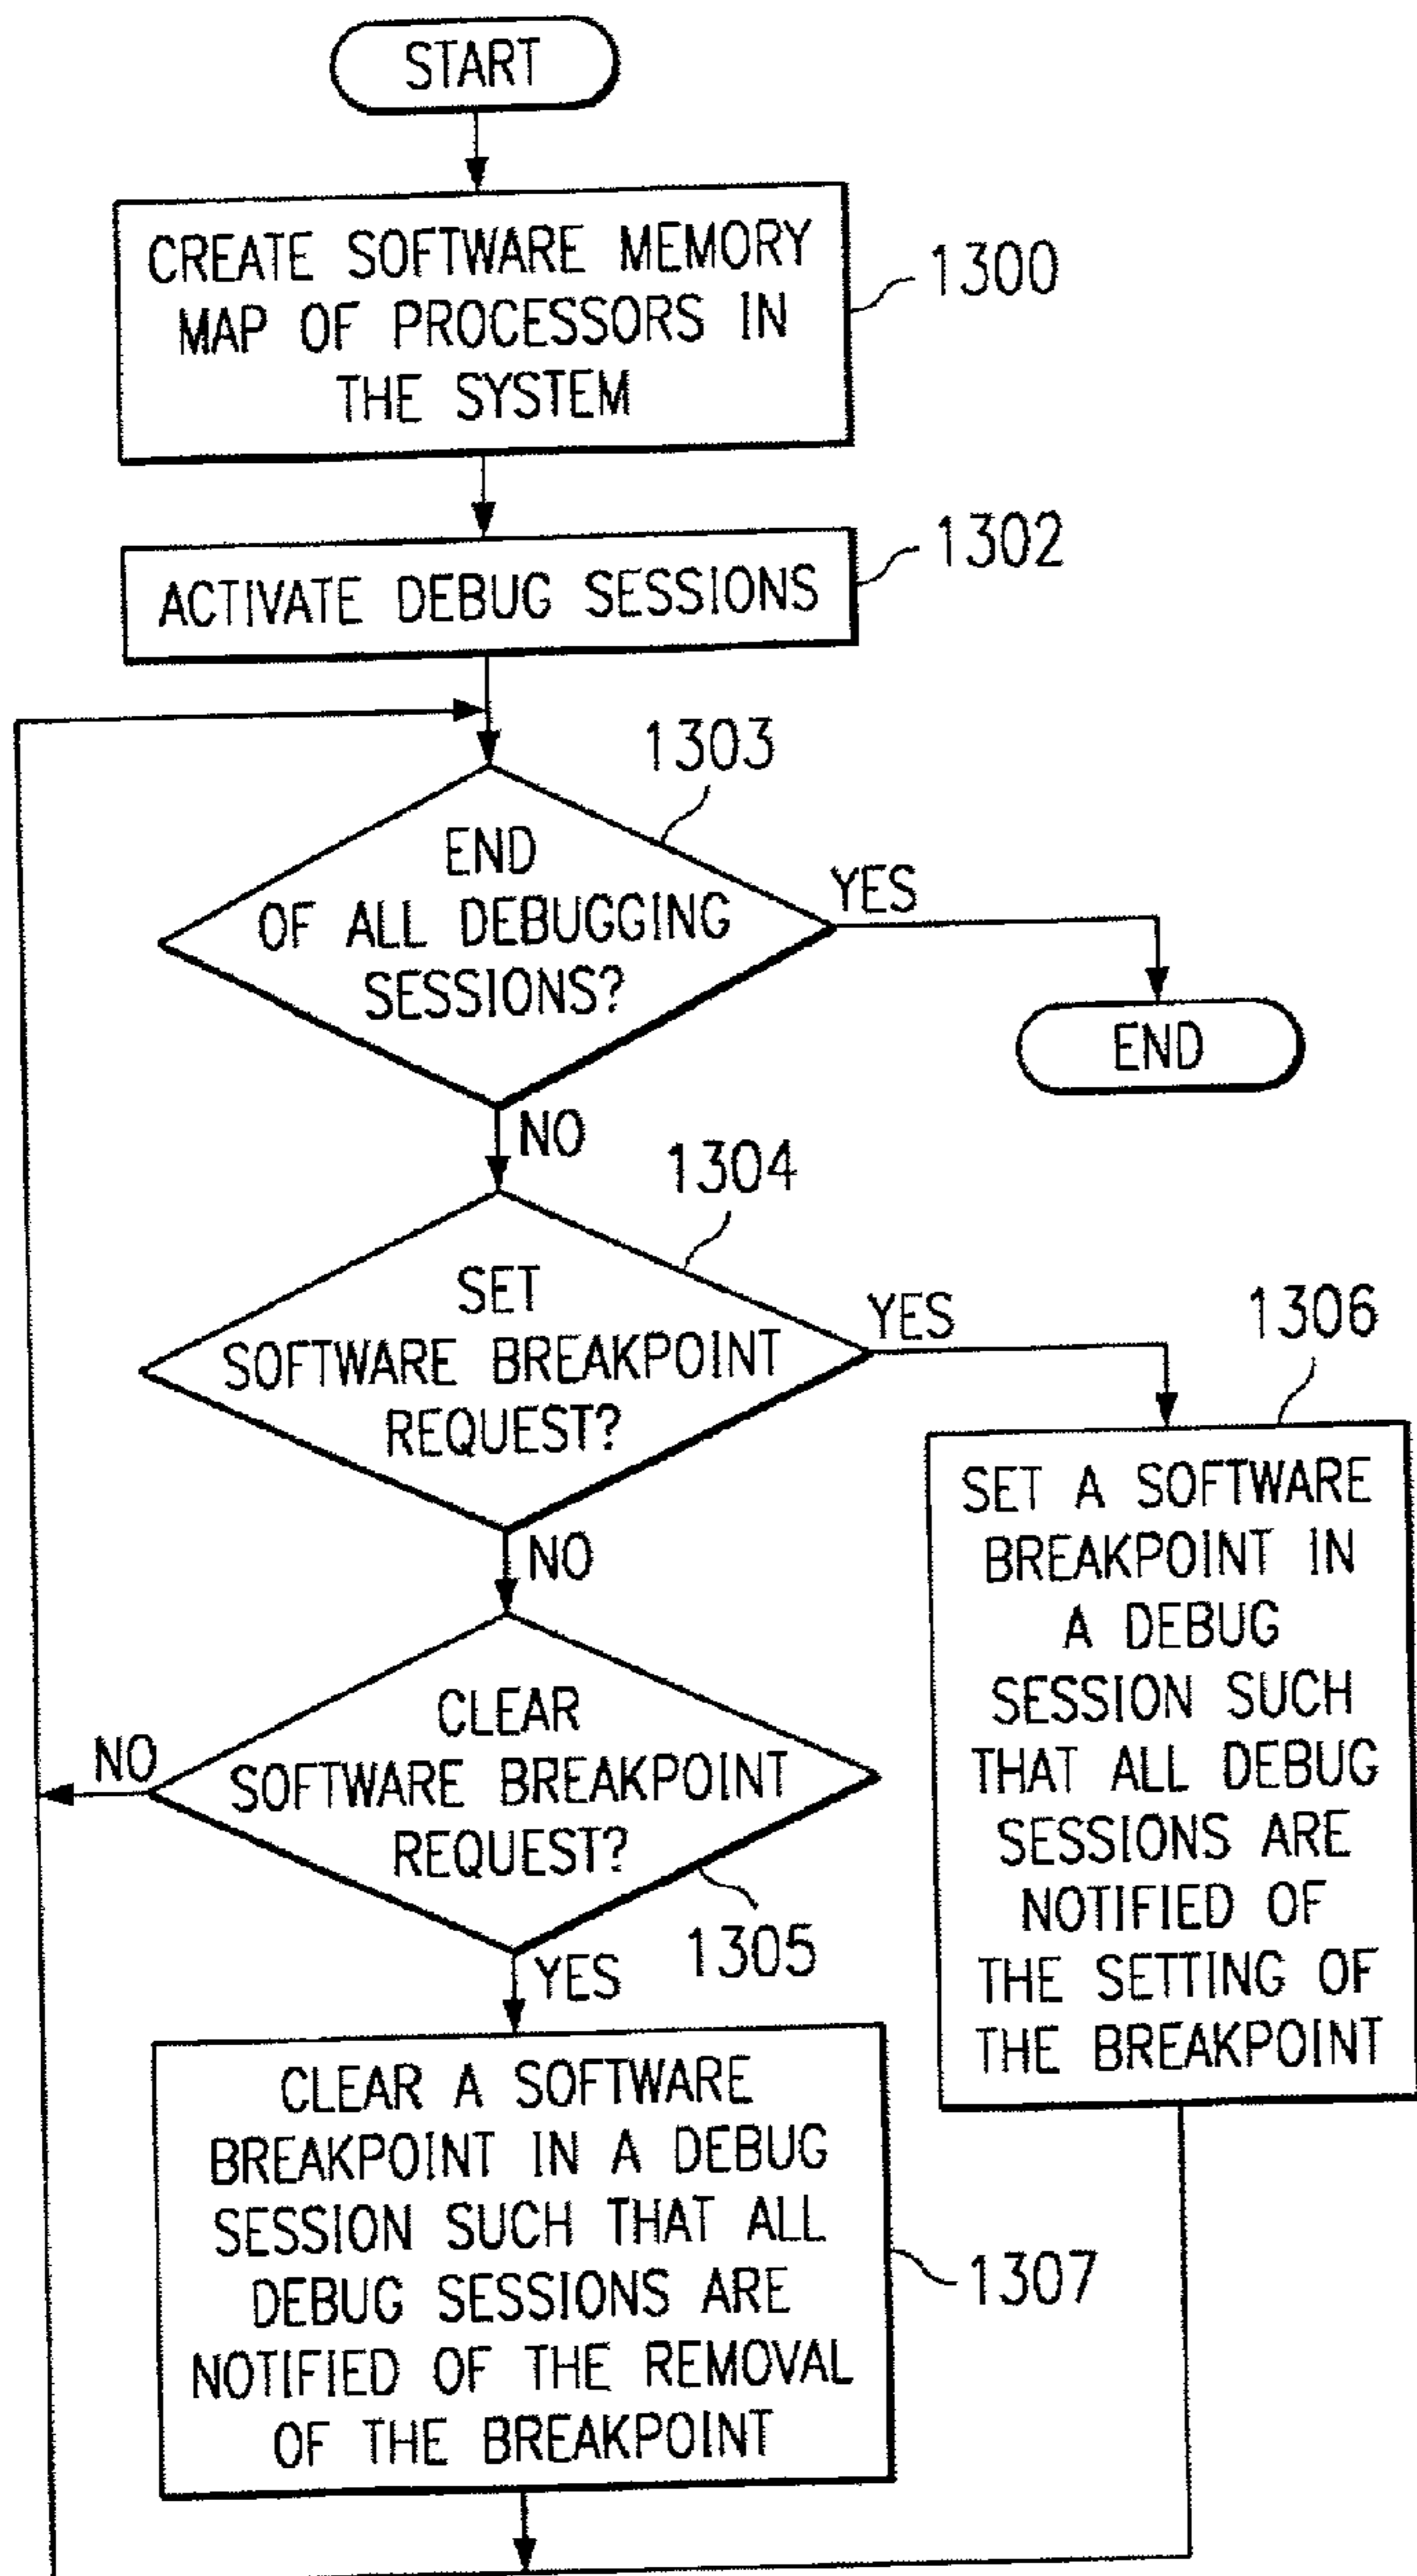 START
CREATE SOFTWARE MEMORY
MAP OF PROCESSORS IN
THE SYSTEM
1300
ACTIVATE DEBUG SESSIONS
1302
1303
END
OF ALL DEBUGGING
SESSIONS?
YES
END
NO
1304
SET
SOFTWARE BREAKPOINT
REQUEST?
YES
1306
SET A SOFTWARE
BREAKPOINT IN
A DEBUG
SESSION SUCH
THAT ALL DEBUG
SESSIONS ARE
NOTIFIED OF
THE SETTING OF
THE BREAKPOINT
NO
CLEAR
SOFTWARE BREAKPOINT
REQUEST?
NO
1305
YES
CLEAR A SOFTWARE
BREAKPOINT IN A DEBUG
SESSION SUCH THAT ALL
DEBUG SESSIONS ARE
NOTIFIED OF THE REMOVAL
OF THE BREAKPOINT
1307